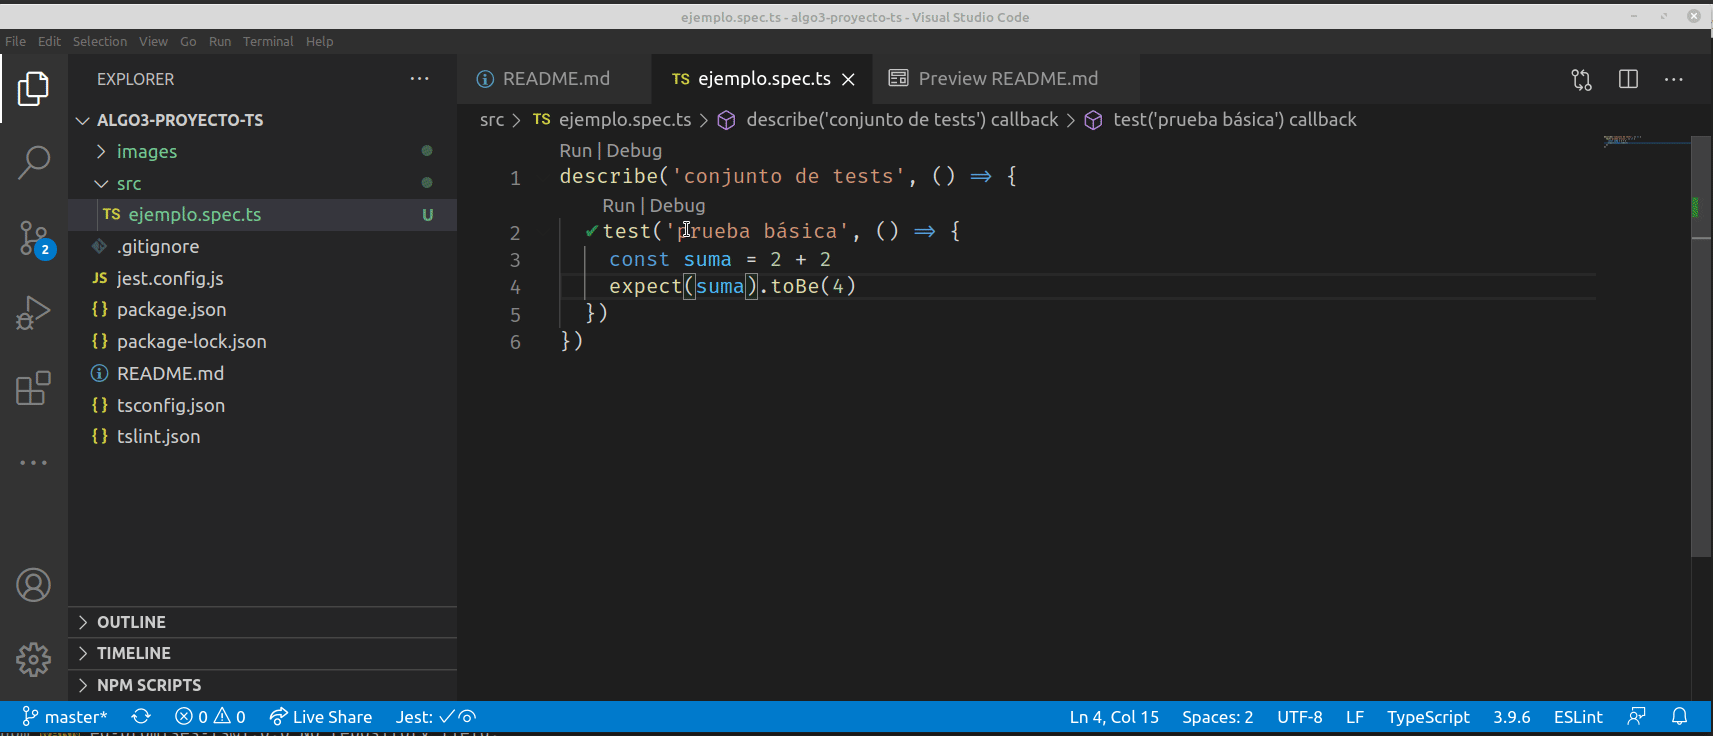 ejemplo.spec.ts - algo3-proyecto-ts - Visual Studio Code
File Edit Selection View Go Run Terminal Help
EXPLORER
ALGO3-PROYECTO-TS
images
src
TS ejemplo.spec.ts U
.gitignore
JS jest.config.js
{} package.json
{} package-lock.json
README.md
{} tsconfig.json
{} tslint.json
2
OUTLINE
TIMELINE
NPM SCRIPTS
README.md
TS ejemplo.spec.ts
Preview README.md
src > TS ejemplo.spec.ts > describe('conjunto de tests') callback > test('prueba básica') callback
Run | Debug
1 describe('conjunto de tests', () => {
Run | Debug
2 ✔test('prueba básica', () => {
3 const suma = 2 + 2
4 expect(suma).toBe(4)
5 })
6 })
master* 0 0 Live Share Jest: ✓ Ln 4, Col 15 Spaces: 2 UTF-8 LF TypeScript 3.9.6 ESLint